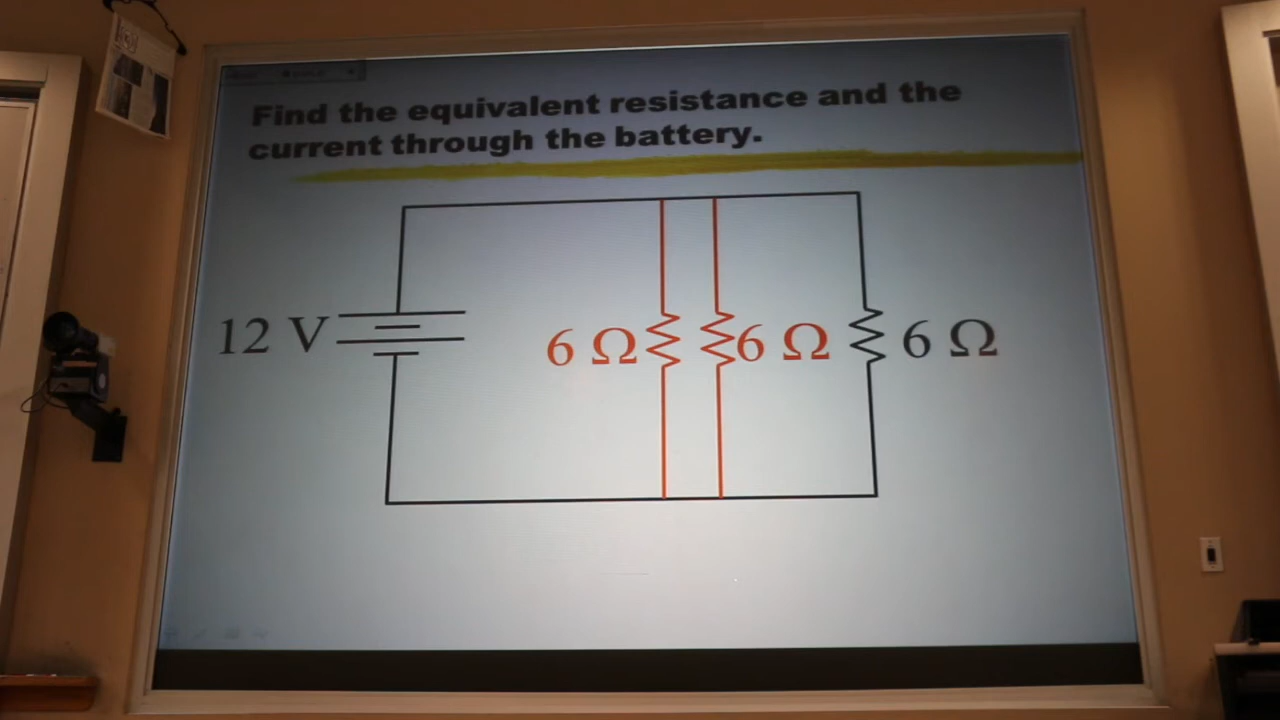 Find the equivalent resistance and the
current through the battery.
12 V
6 Ω
6 Ω
6 Ω